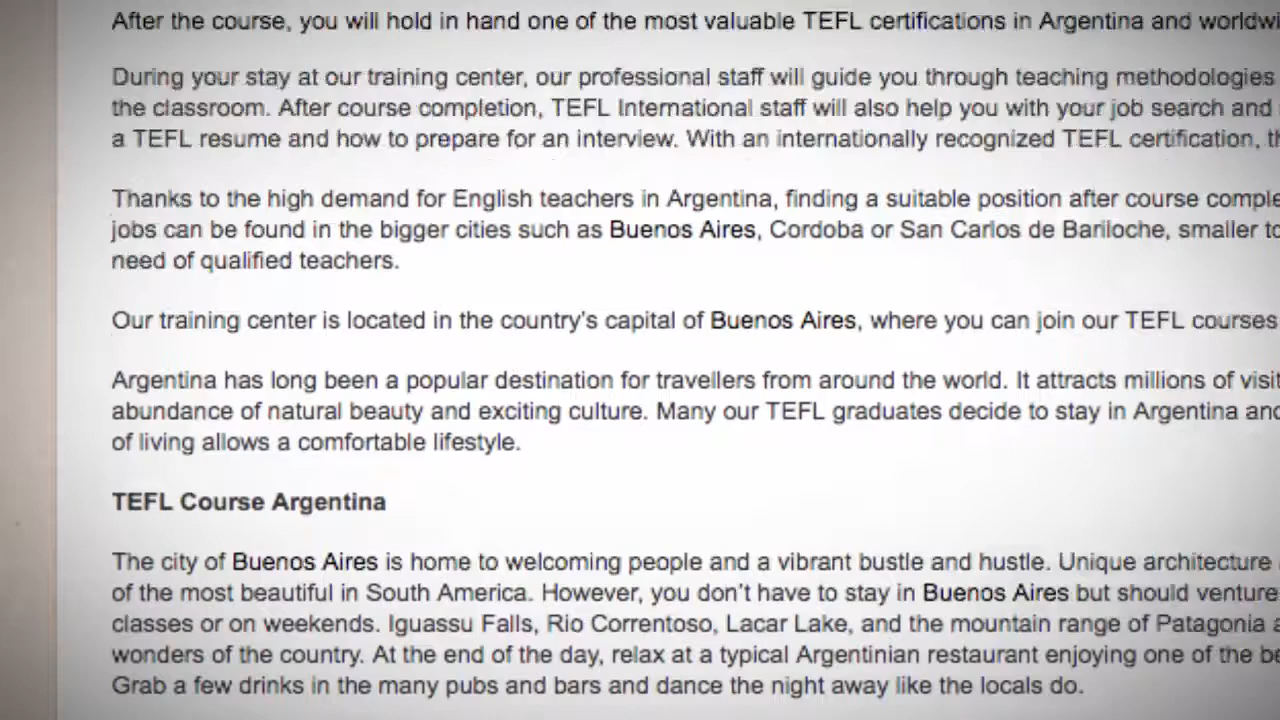 After the course, you will hold in hand one of the most valuable TEFL certifications in Argentina and worldwi
During your stay at our training center, our professional staff will guide you through teaching methodologies
the classroom. After course completion, TEFL International staff will also help you with your job search and
a TEFL resume and how to prepare for an interview. With an internationally recognized TEFL certification, th
Thanks to the high demand for English teachers in Argentina, finding a suitable position after course comple
jobs can be found in the bigger cities such as Buenos Aires, Cordoba or San Carlos de Bariloche, smaller to
need of qualified teachers.
Our training center is located in the country's capital of Buenos Aires, where you can join our TEFL courses
Argentina has long been a popular destination for travellers from around the world. It attracts millions of visit
abundance of natural beauty and exciting culture. Many our TEFL graduates decide to stay in Argentina and
of living allows a comfortable lifestyle.
TEFL Course Argentina
The city of Buenos Aires is home to welcoming people and a vibrant bustle and hustle. Unique architecture
of the most beautiful in South America. However, you don't have to stay in Buenos Aires but should venture
classes or on weekends. Iguassu Falls, Rio Correntoso, Lacar Lake, and the mountain range of Patagonia a
wonders of the country. At the end of the day, relax at a typical Argentinian restaurant enjoying one of the be
Grab a few drinks in the many pubs and bars and dance the night away like the locals do.